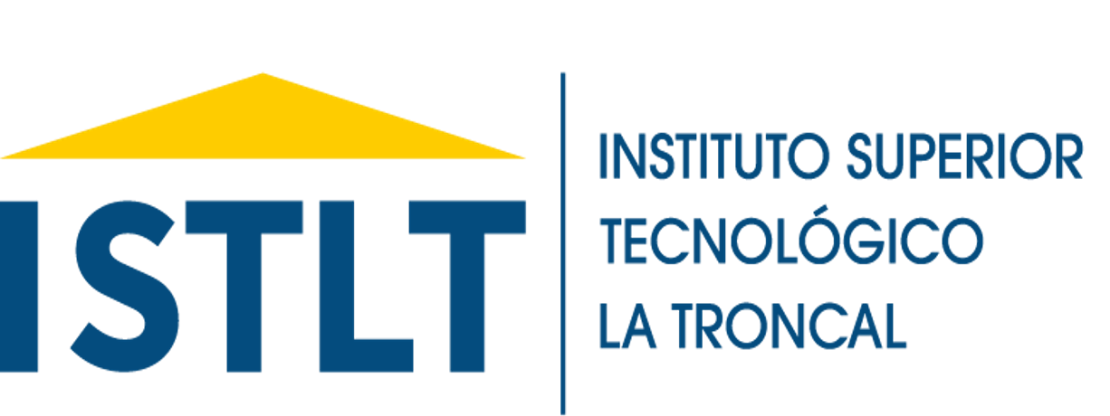 ISTLT
INSTITUTO SUPERIOR
TECNOLÓGICO
LA TRONCAL